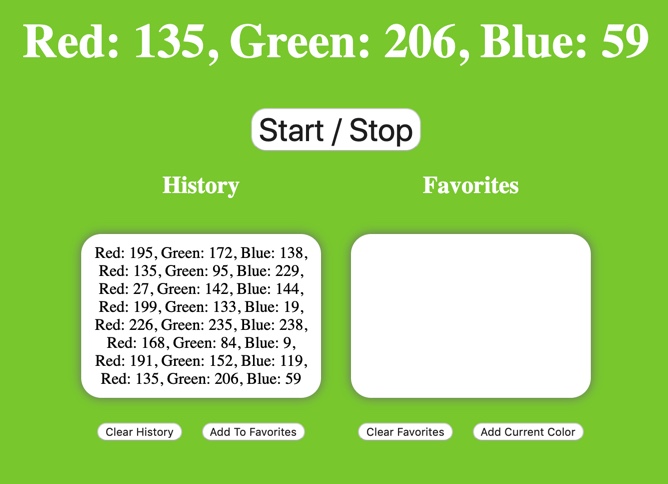 Red: 135, Green: 206, Blue: 59
Start / Stop
History
Favorites
Red: 195, Green: 172, Blue: 138,
Red: 135, Green: 95, Blue: 229,
Red: 27, Green: 142, Blue: 144,
Red: 199, Green: 133, Blue: 19,
Red: 226, Green: 235, Blue: 238,
Red: 168, Green: 84, Blue: 9,
Red: 191, Green: 152, Blue: 119,
Red: 135, Green: 206, Blue: 59
Clear History
Add To Favorites
Clear Favorites
Add Current Color